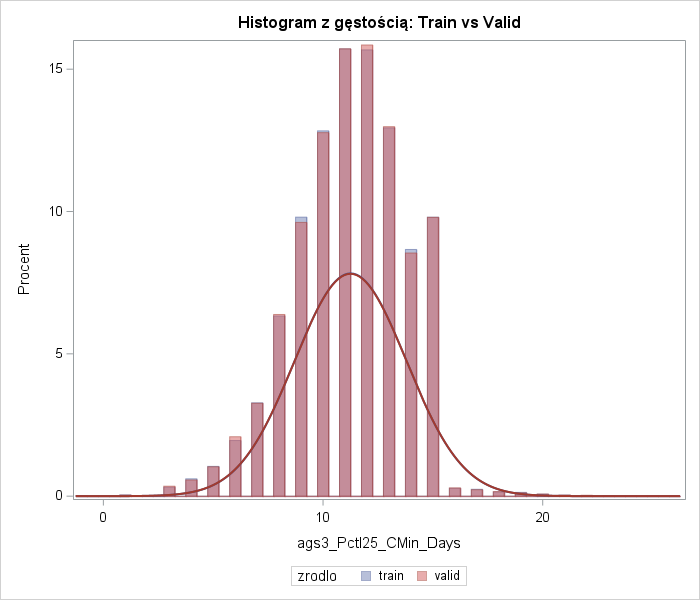 Histogram z gęstością: Train vs Valid
15
10
5
0
Procent
0 10 20
ags3_Pctl25_CMin_Days
zrodlo train valid